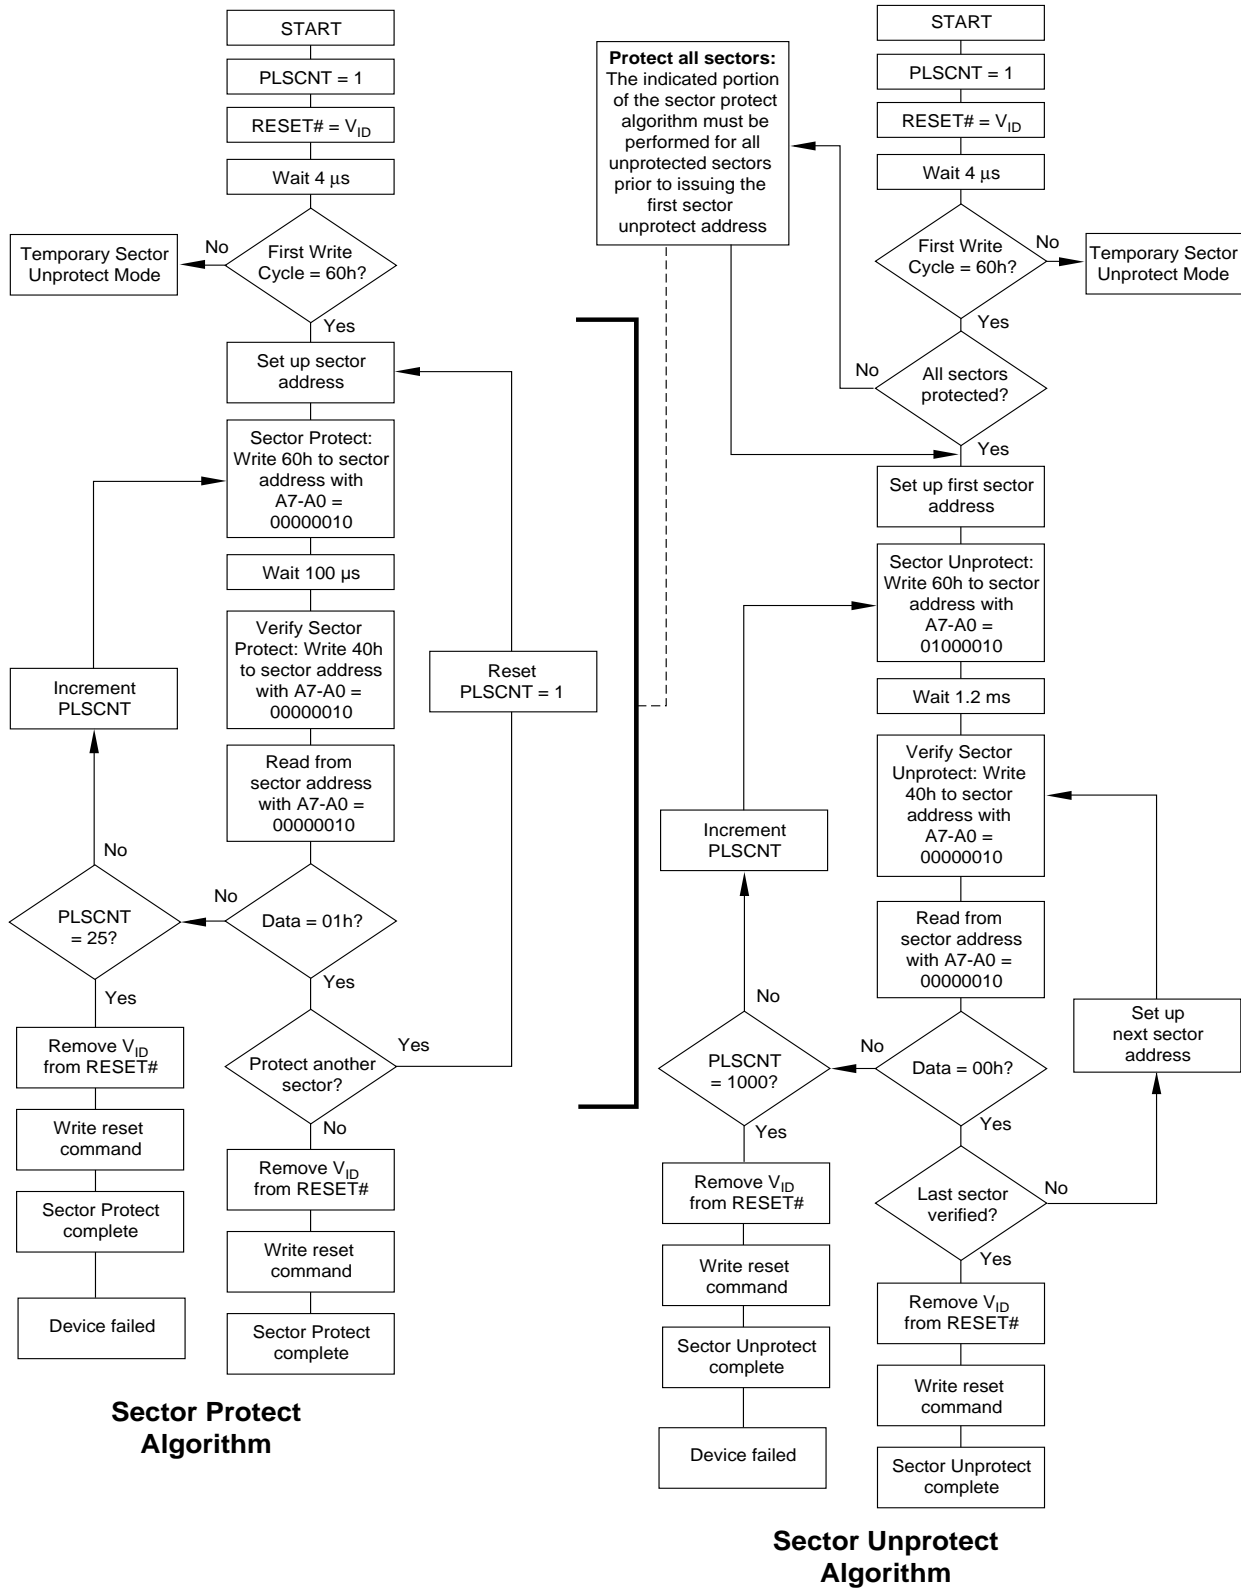 START
PLSCNT = 1
RESET# = VID
Wait 4 μs
First Write
Cycle = 60h?
No
Temporary Sector
Unprotect Mode
Yes
Set up sector
address
Sector Protect:
Write 60h to sector
address with
A7-A0 =
00000010
Wait 100 µs
Verify Sector
Protect: Write 40h
to sector address
with A7-A0 =
00000010
Read from
sector address
with A7-A0 =
00000010
Data = 01h?
No
PLSCNT
= 25?
No
Increment
PLSCNT
Yes
Remove VID
from RESET#
Write reset
command
Sector Protect
complete
Device failed
Yes
Protect another
sector?
Yes
Reset
PLSCNT = 1
No
Remove VID
from RESET#
Write reset
command
Sector Protect
complete
Sector Protect
Algorithm
Protect all sectors:
The indicated portion
of the sector protect
algorithm must be
performed for all
unprotected sectors
prior to issuing the
first sector
unprotect address
START
PLSCNT = 1
RESET# = VID
Wait 4 μs
First Write
Cycle = 60h?
No
Temporary Sector
Unprotect Mode
Yes
All sectors
protected?
No
Yes
Set up first sector
address
Sector Unprotect:
Write 60h to sector
address with
A7-A0 =
01000010
Wait 1.2 ms
Verify Sector
Unprotect: Write
40h to sector
address with
A7-A0 =
00000010
Read from
sector address
with A7-A0 =
00000010
Data = 00h?
No
PLSCNT
= 1000?
No
Increment
PLSCNT
Yes
Remove VID
from RESET#
Write reset
command
Sector Unprotect
complete
Device failed
Yes
Last sector
verified?
No
Set up
next sector
address
Yes
Remove VID
from RESET#
Write reset
command
Sector Unprotect
complete
Sector Unprotect
Algorithm